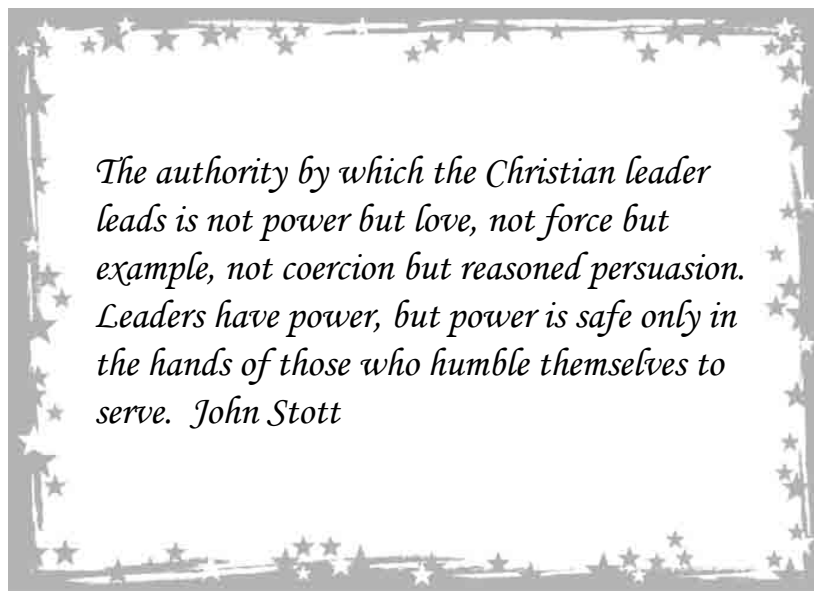 The authority by which the Christian leader
leads is not power but love, not force but
example, not coercion but reasoned persuasion.
Leaders have power, but power is safe only in
the hands of those who humble themselves to
serve.  John Stott